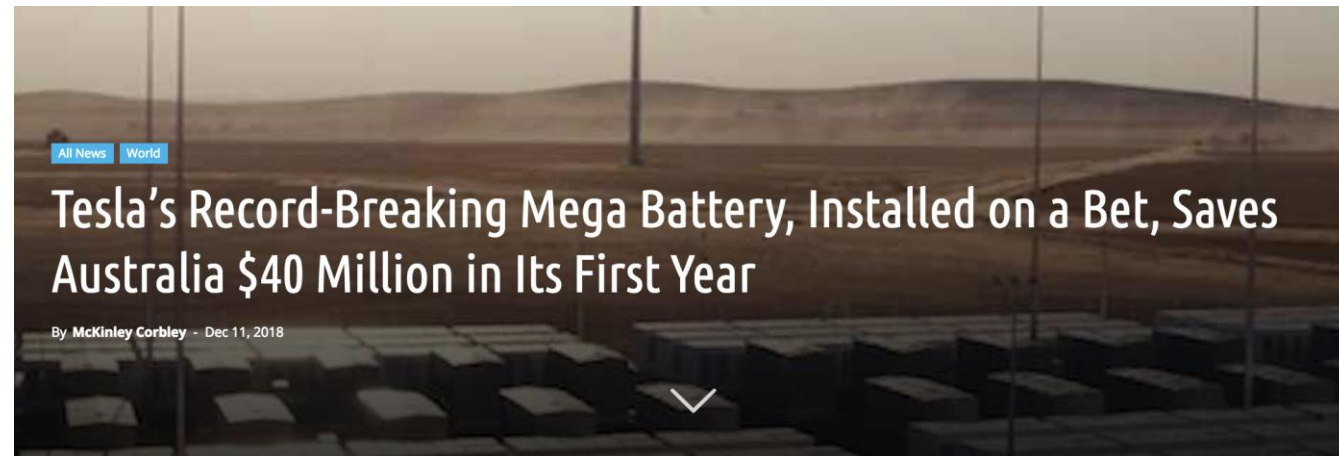 All News World
Tesla's Record-Breaking Mega Battery, Installed on a Bet, Saves
Australia $40 Million in Its First Year
By McKinley Corbley - Dec 11, 2018